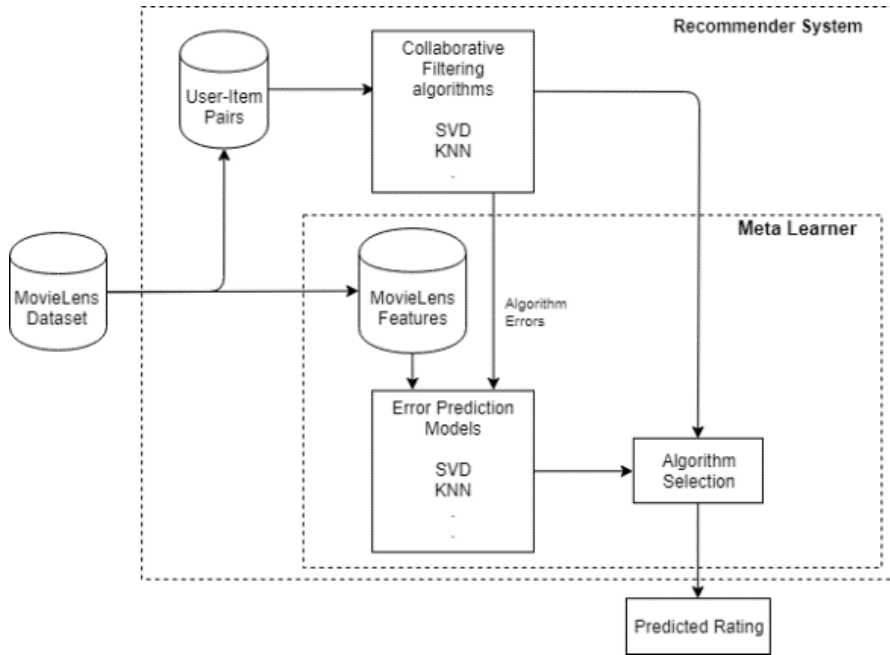 Recommender System
User-Item
Pairs
Collaborative
Filtering
algorithms
SVD
KNN
.
Meta Learner
MovieLens
Dataset
MovieLens
Features
Algorithm
Errors
Error Prediction
Models
SVD
KNN
.
.
Algorithm
Selection
Predicted Rating